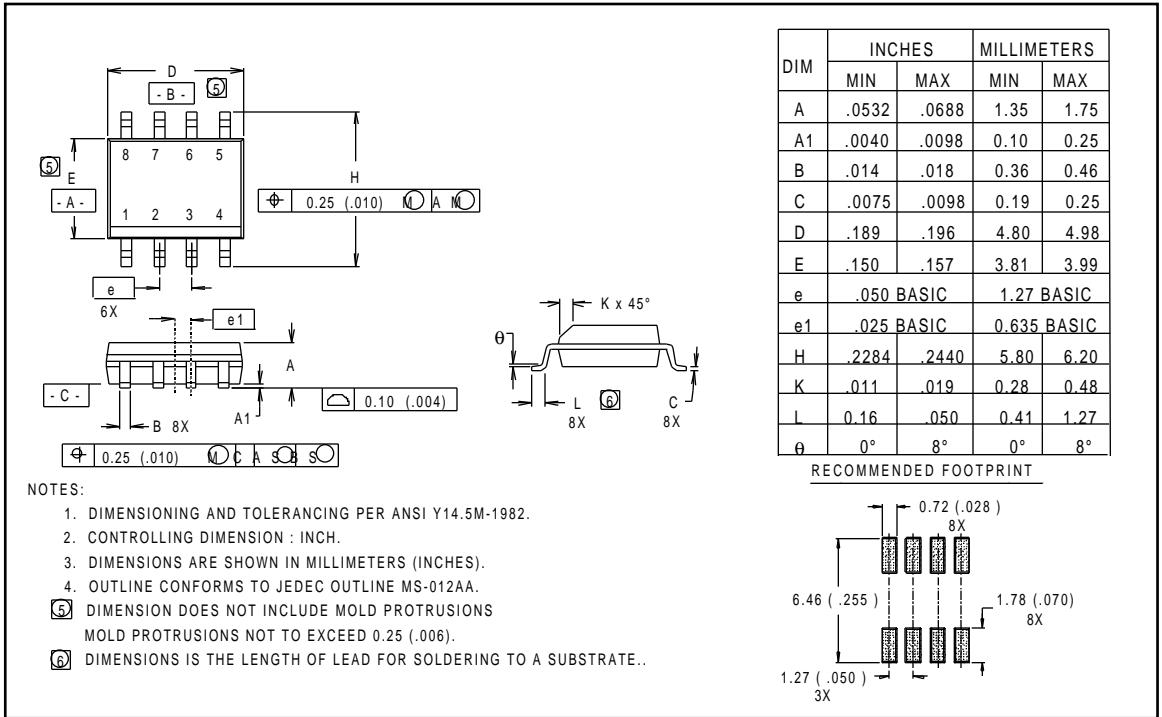 D
- B -
5
8 7 6 5
5
E
- A -
H
0.25 (.010) M A M
1 2 3 4
e
6X
e1
A
- C -
A1
B 8X
0.10 (.004)
0.25 (.010) M C A S B S
K x 45°
θ
L
8X
6
C
8X
DIM INCHES MILLIMETERS
MIN MAX MIN MAX
A .0532 .0688 1.35 1.75
A1 .0040 .0098 0.10 0.25
B .014 .018 0.36 0.46
C .0075 .0098 0.19 0.25
D .189 .196 4.80 4.98
E .150 .157 3.81 3.99
e .050 BASIC 1.27 BASIC
e1 .025 BASIC 0.635 BASIC
H .2284 .2440 5.80 6.20
K .011 .019 0.28 0.48
L 0.16 .050 0.41 1.27
θ 0° 8° 0° 8°
NOTES:
1. DIMENSIONING AND TOLERANCING PER ANSI Y14.5M-1982.
2. CONTROLLING DIMENSION : INCH.
3. DIMENSIONS ARE SHOWN IN MILLIMETERS (INCHES).
4. OUTLINE CONFORMS TO JEDEC OUTLINE MS-012AA.
5 DIMENSION DOES NOT INCLUDE MOLD PROTRUSIONS
MOLD PROTRUSIONS NOT TO EXCEED 0.25 (.006).
6 DIMENSIONS IS THE LENGTH OF LEAD FOR SOLDERING TO A SUBSTRATE..
RECOMMENDED FOOTPRINT
0.72 (.028 )
8X
6.46 ( .255 )
1.78 (.070)
8X
1.27 ( .050 )
3X